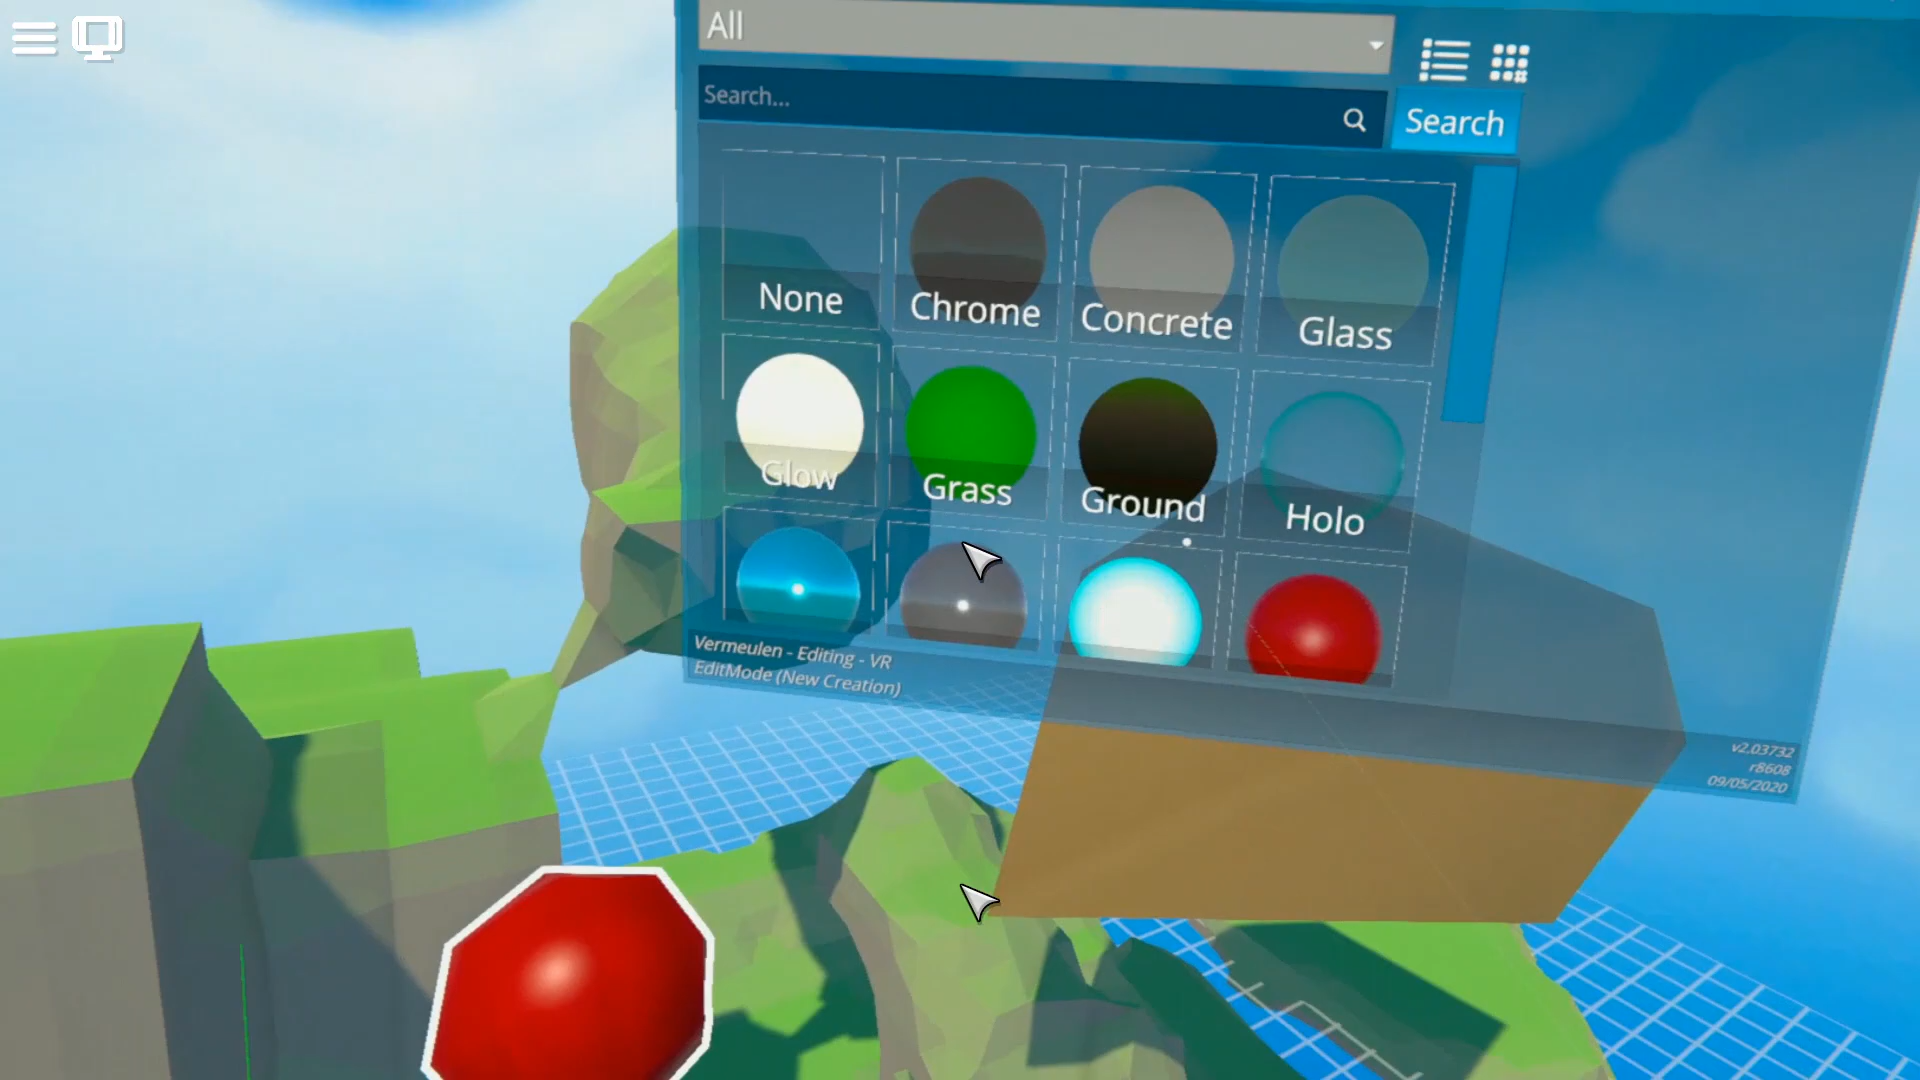 All
Search...
Search
None
Chrome
Concrete
Glass
Glow
Grass
Ground
Holo
Vermeulen - Editing - VR
EditMode (New Creation)
v2.03732
r8608
09/05/2020